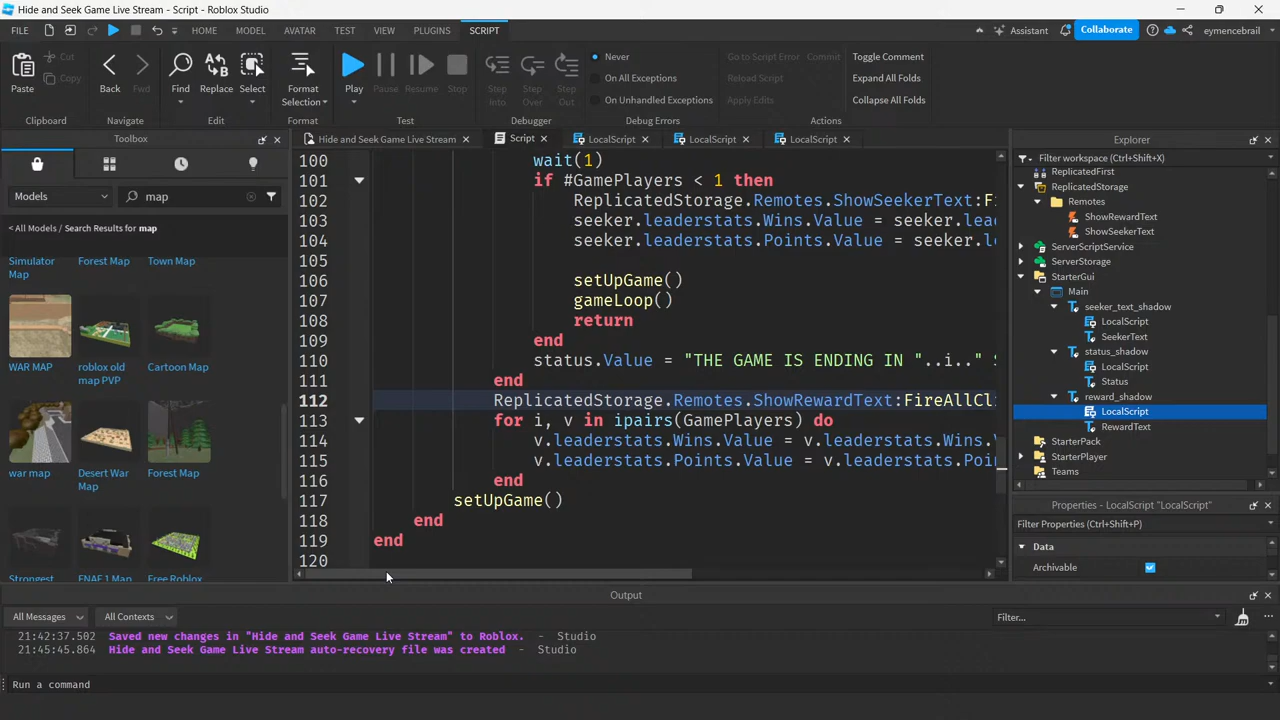 Hide and Seek Game Live Stream - Script - Roblox Studio
FILE HOME MODEL AVATAR TEST VIEW PLUGINS SCRIPT Assistant Collaborate eymencebrail
Paste Cut Copy Back Fwd Find Replace Select Format Selection Play Pause Resume Stop Step Into Step Over Step Out Never On All Exceptions On Unhandled Exceptions Go to Script Error Commit Reload Script Apply Edits Toggle Comment Expand All Folds Collapse All Folds
Clipboard Navigate Edit Format Test Debugger Debug Errors Actions
Toolbox
Hide and Seek Game Live Stream Script LocalScript LocalScript LocalScript
Models map
< All Models / Search Results for map
Simulator Map Forest Map Town Map
WAR MAP roblox old map PVP Cartoon Map
war map Desert War Map Forest Map
Strongest FNAF 1 Map Free Roblox
100 wait(1)
101 if #GamePlayers < 1 then
102 ReplicatedStorage.Remotes.ShowSeekerText:Fi
103 seeker.leaderstats.Wins.Value = seeker.lea
104 seeker.leaderstats.Points.Value = seeker.l
105
106 setUpGame()
107 gameLoop()
108 return
109 end
110 status.Value = "THE GAME IS ENDING IN "..i.." S
111 end
112 ReplicatedStorage.Remotes.ShowRewardText:FireAllCl
113 for i, v in ipairs(GamePlayers) do
114 v.leaderstats.Wins.Value = v.leaderstats.Wins.
115 v.leaderstats.Points.Value = v.leaderstats.Poi
116 end
117 setUpGame()
118 end
119 end
120
Explorer
Filter workspace (Ctrl+Shift+X)
ReplicatedFirst
ReplicatedStorage
Remotes
ShowRewardText
ShowSeekerText
ServerScriptService
ServerStorage
StarterGui
Main
seeker_text_shadow
LocalScript
SeekerText
status_shadow
LocalScript
Status
reward_shadow
LocalScript
RewardText
StarterPack
StarterPlayer
Teams
Properties - LocalScript "LocalScript"
Filter Properties (Ctrl+Shift+P)
Data
Archivable
Output
All Messages All Contexts Filter...
21:42:37.502 Saved new changes in "Hide and Seek Game Live Stream" to Roblox. - Studio
21:45:45.864 Hide and Seek Game Live Stream auto-recovery file was created - Studio
Run a command